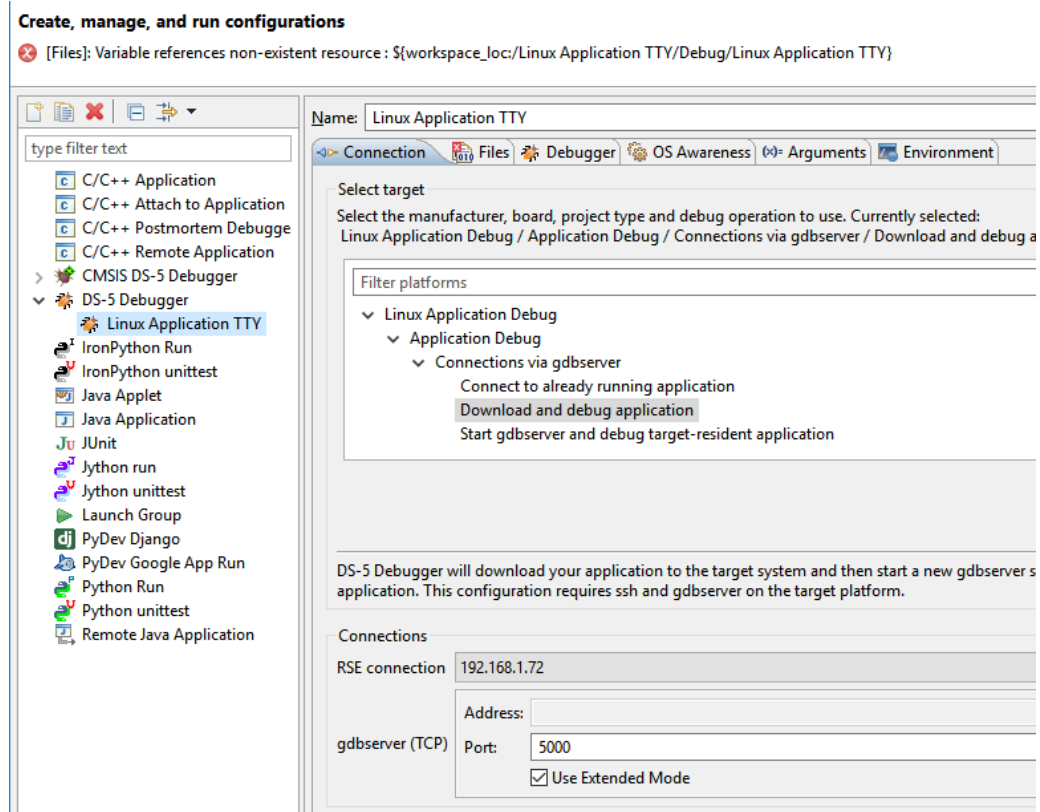 Create, manage, and run configurations
[Files]: Variable references non-existent resource : ${workspace_loc:/Linux Application TTY/Debug/Linux Application TTY}
type filter text
C/C++ Application
C/C++ Attach to Application
C/C++ Postmortem Debugge
C/C++ Remote Application
CMSIS DS-5 Debugger
DS-5 Debugger
Linux Application TTY
IronPython Run
IronPython unittest
Java Applet
Java Application
JUnit
Jython run
Jython unittest
Launch Group
PyDev Django
PyDev Google App Run
Python Run
Python unittest
Remote Java Application
Name: Linux Application TTY
Connection Files Debugger OS Awareness Arguments Environment
Select target
Select the manufacturer, board, project type and debug operation to use. Currently selected:
Linux Application Debug / Application Debug / Connections via gdbserver / Download and debug a
Filter platforms
Linux Application Debug
Application Debug
Connections via gdbserver
Connect to already running application
Download and debug application
Start gdbserver and debug target-resident application
DS-5 Debugger will download your application to the target system and then start a new gdbserver s
application. This configuration requires ssh and gdbserver on the target platform.
Connections
RSE connection 192.168.1.72
Address:
gdbserver (TCP) Port: 5000
Use Extended Mode